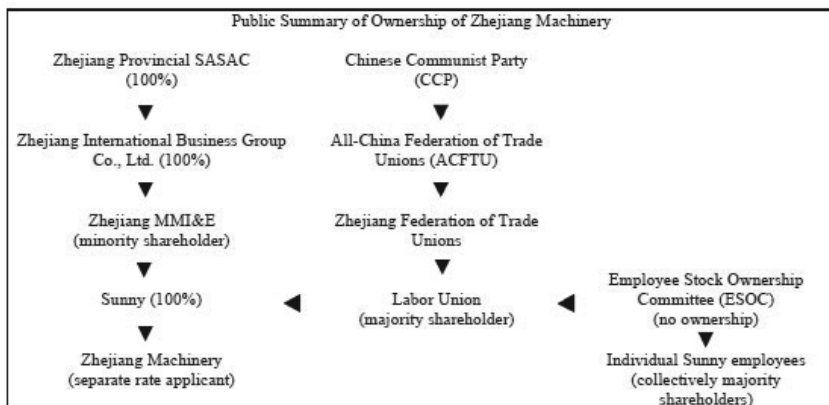 Public Summary of Ownership of Zhejiang Machinery
Zhejiang Provincial SASAC
(100%)
Chinese Communist Party
(CCP)
Zhejiang International Business Group
Co., Ltd. (100%)
All-China Federation of Trade
Unions (ACFTU)
Zhejiang MMI&E
(minority shareholder)
Zhejiang Federation of Trade
Unions
Sunny (100%)
Labor Union
(majority shareholder)
Employee Stock Ownership
Committee (ESOC)
(no ownership)
Zhejiang Machinery
(separate rate applicant)
Individual Sunny employees
(collectively majority
shareholders)